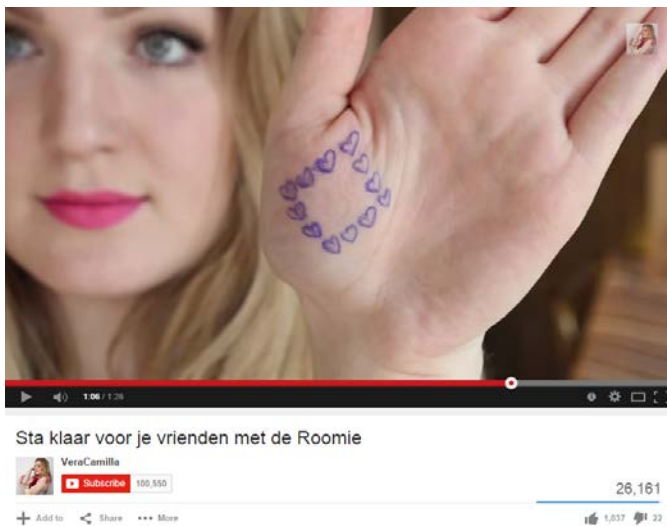 1:06 / 1:26
Sta klaar voor je vrienden met de Roomie
VeraCamilla
Subscribe 100,550
26,161
Add to Share More
1,037 22